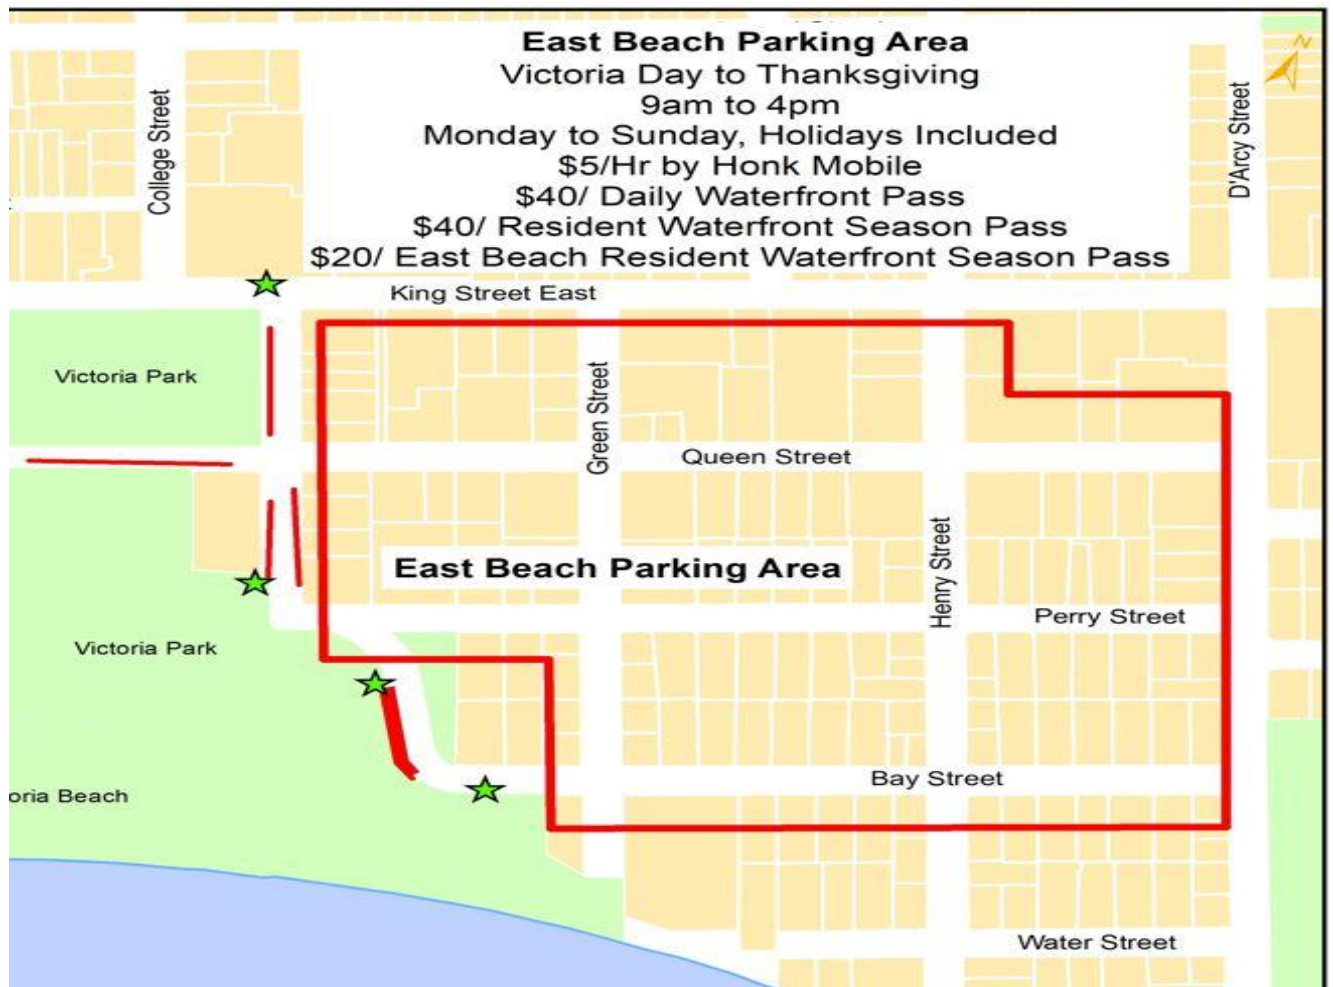 East Beach Parking Area
Victoria Day to Thanksgiving
9am to 4pm
Monday to Sunday, Holidays Included
$5/Hr by Honk Mobile
$40/ Daily Waterfront Pass
$40/ Resident Waterfront Season Pass
$20/ East Beach Resident Waterfront Season Pass
N
College Street
D'Arcy Street
King Street East
Victoria Park
Green Street
Queen Street
East Beach Parking Area
Henry Street
Perry Street
Victoria Park
Bay Street
oria Beach
Water Street